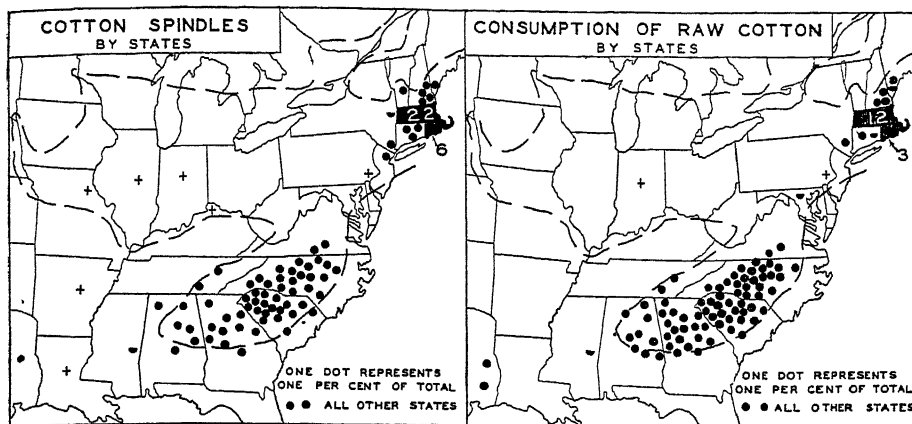 COTTON SPINDLES
BY STATES
22
6
ONE DOT REPRESENTS
ONE PER CENT OF TOTAL
ALL OTHER STATES
CONSUMPTION OF RAW COTTON
BY STATES
12
3
ONE DOT REPRESENTS
ONE PER CENT OF TOTAL
ALL OTHER STATES